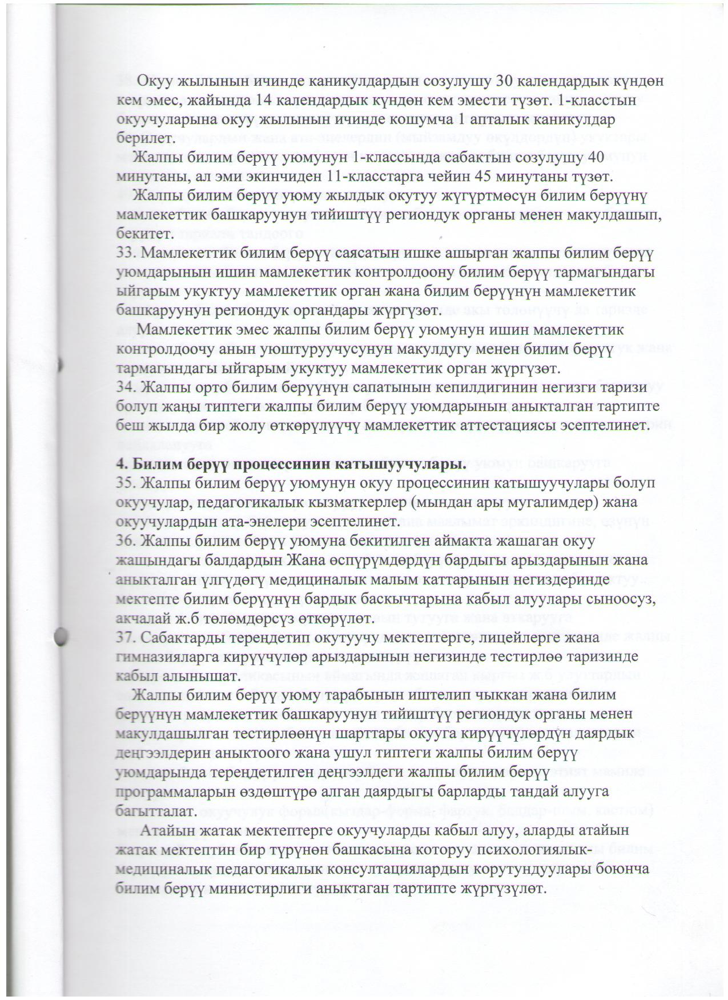 Окуу жылынын ичинде каникулдардын созулушу 30 календардык күндөн
кем эмес, жайында 14 календардык күндөн кем эмести түзөт. 1-класстын
окуучуларына окуу жылынын ичинде кошумча 1 апталык каникулдар
берилет.
Жалпы билим берүү уюмунун 1-классында сабактын созулушу 40
минутаны, ал эми экинчиден 11-класстарга чейин 45 минутаны түзөт.
Жалпы билим берүү уюму жылдык окутуу жүгүртмөсүн билим берүүнү
мамлекеттик башкаруунун тийиштүү региондук органы менен макулдашып,
бекитет.
33. Мамлекеттик билим берүү саясатын ишке ашырган жалпы билим берүү
уюмдарынын ишин мамлекеттик контролдоону билим берүү тармагындагы
ыйгарым укуктуу мамлекеттик орган жана билим берүүнүн мамлекеттик
башкаруунун региондук органдары жүргүзөт.
Мамлекеттик эмес жалпы билим берүү уюмунун ишин мамлекеттик
контролдоочу анын уюштуруучусунун макулдугу менен билим берүү
тармагындагы ыйгарым укуктуу мамлекеттик орган жүргүзөт.
34. Жалпы орто билим берүүнүн сапатынын кепилдигинин негизги таризи
болуп жаңы типтеги жалпы билим берүү уюмдарынын аныкталган тартипте
беш жылда бир жолу өткөрүлүүчү мамлекеттик аттестациясы эсептелинет.
4. Билим берүү процессинин катышуучулары.
35. Жалпы билим берүү уюмунун окуу процессинин катышуучулары болуп
окуучулар, педагогикалык кызматкерлер (мындан ары мугалимдер) жана
окуучулардын ата-энелери эсептелинет.
36. Жалпы билим берүү уюмуна бекитилген аймакта жашаган окуу
жашындагы балдардын Жана өспүрүмдөрдүн бардыгы арыздарынын жана
аныкталган үлгүдөгү медициналык малым каттарынын негиздеринде
мектепте билим берүүнүн бардык баскычтарына кабыл алуулары сыноосуз,
акчалай ж.б төлөмдөрсүз өткөрүлөт.
37. Сабактарды тереңдетип окутуучу мектептерге, лицейлерге жана
гимназияларга кирүүчүлөр арыздарынын негизинде тестирлөө таризинде
кабыл алынышат.
Жалпы билим берүү уюму тарабынын иштелип чыккан жана билим
берүүнүн мамлекеттик башкаруунун тийиштүү региондук органы менен
макулдашылган тестирлөөнүн шарттары окууга кирүүчүлөрдүн даярдык
деңгээлдерин аныктоого жана ушул типтеги жалпы билим берүү
уюмдарында тереңдетилген деңгээлдеги жалпы билим берүү
программаларын өздөштүрө алган даярдыгы барларды тандай алууга
багытталат.
Атайын жатак мектептерге окуучуларды кабыл алуу, аларды атайын
жатак мектептин бир түрүнөн башкасына которуу психологиялык-
медициналык педагогикалык консултациялардын корутундуулары боюнча
билим берүү министирлиги аныктаган тартипте жүргүзүлөт.